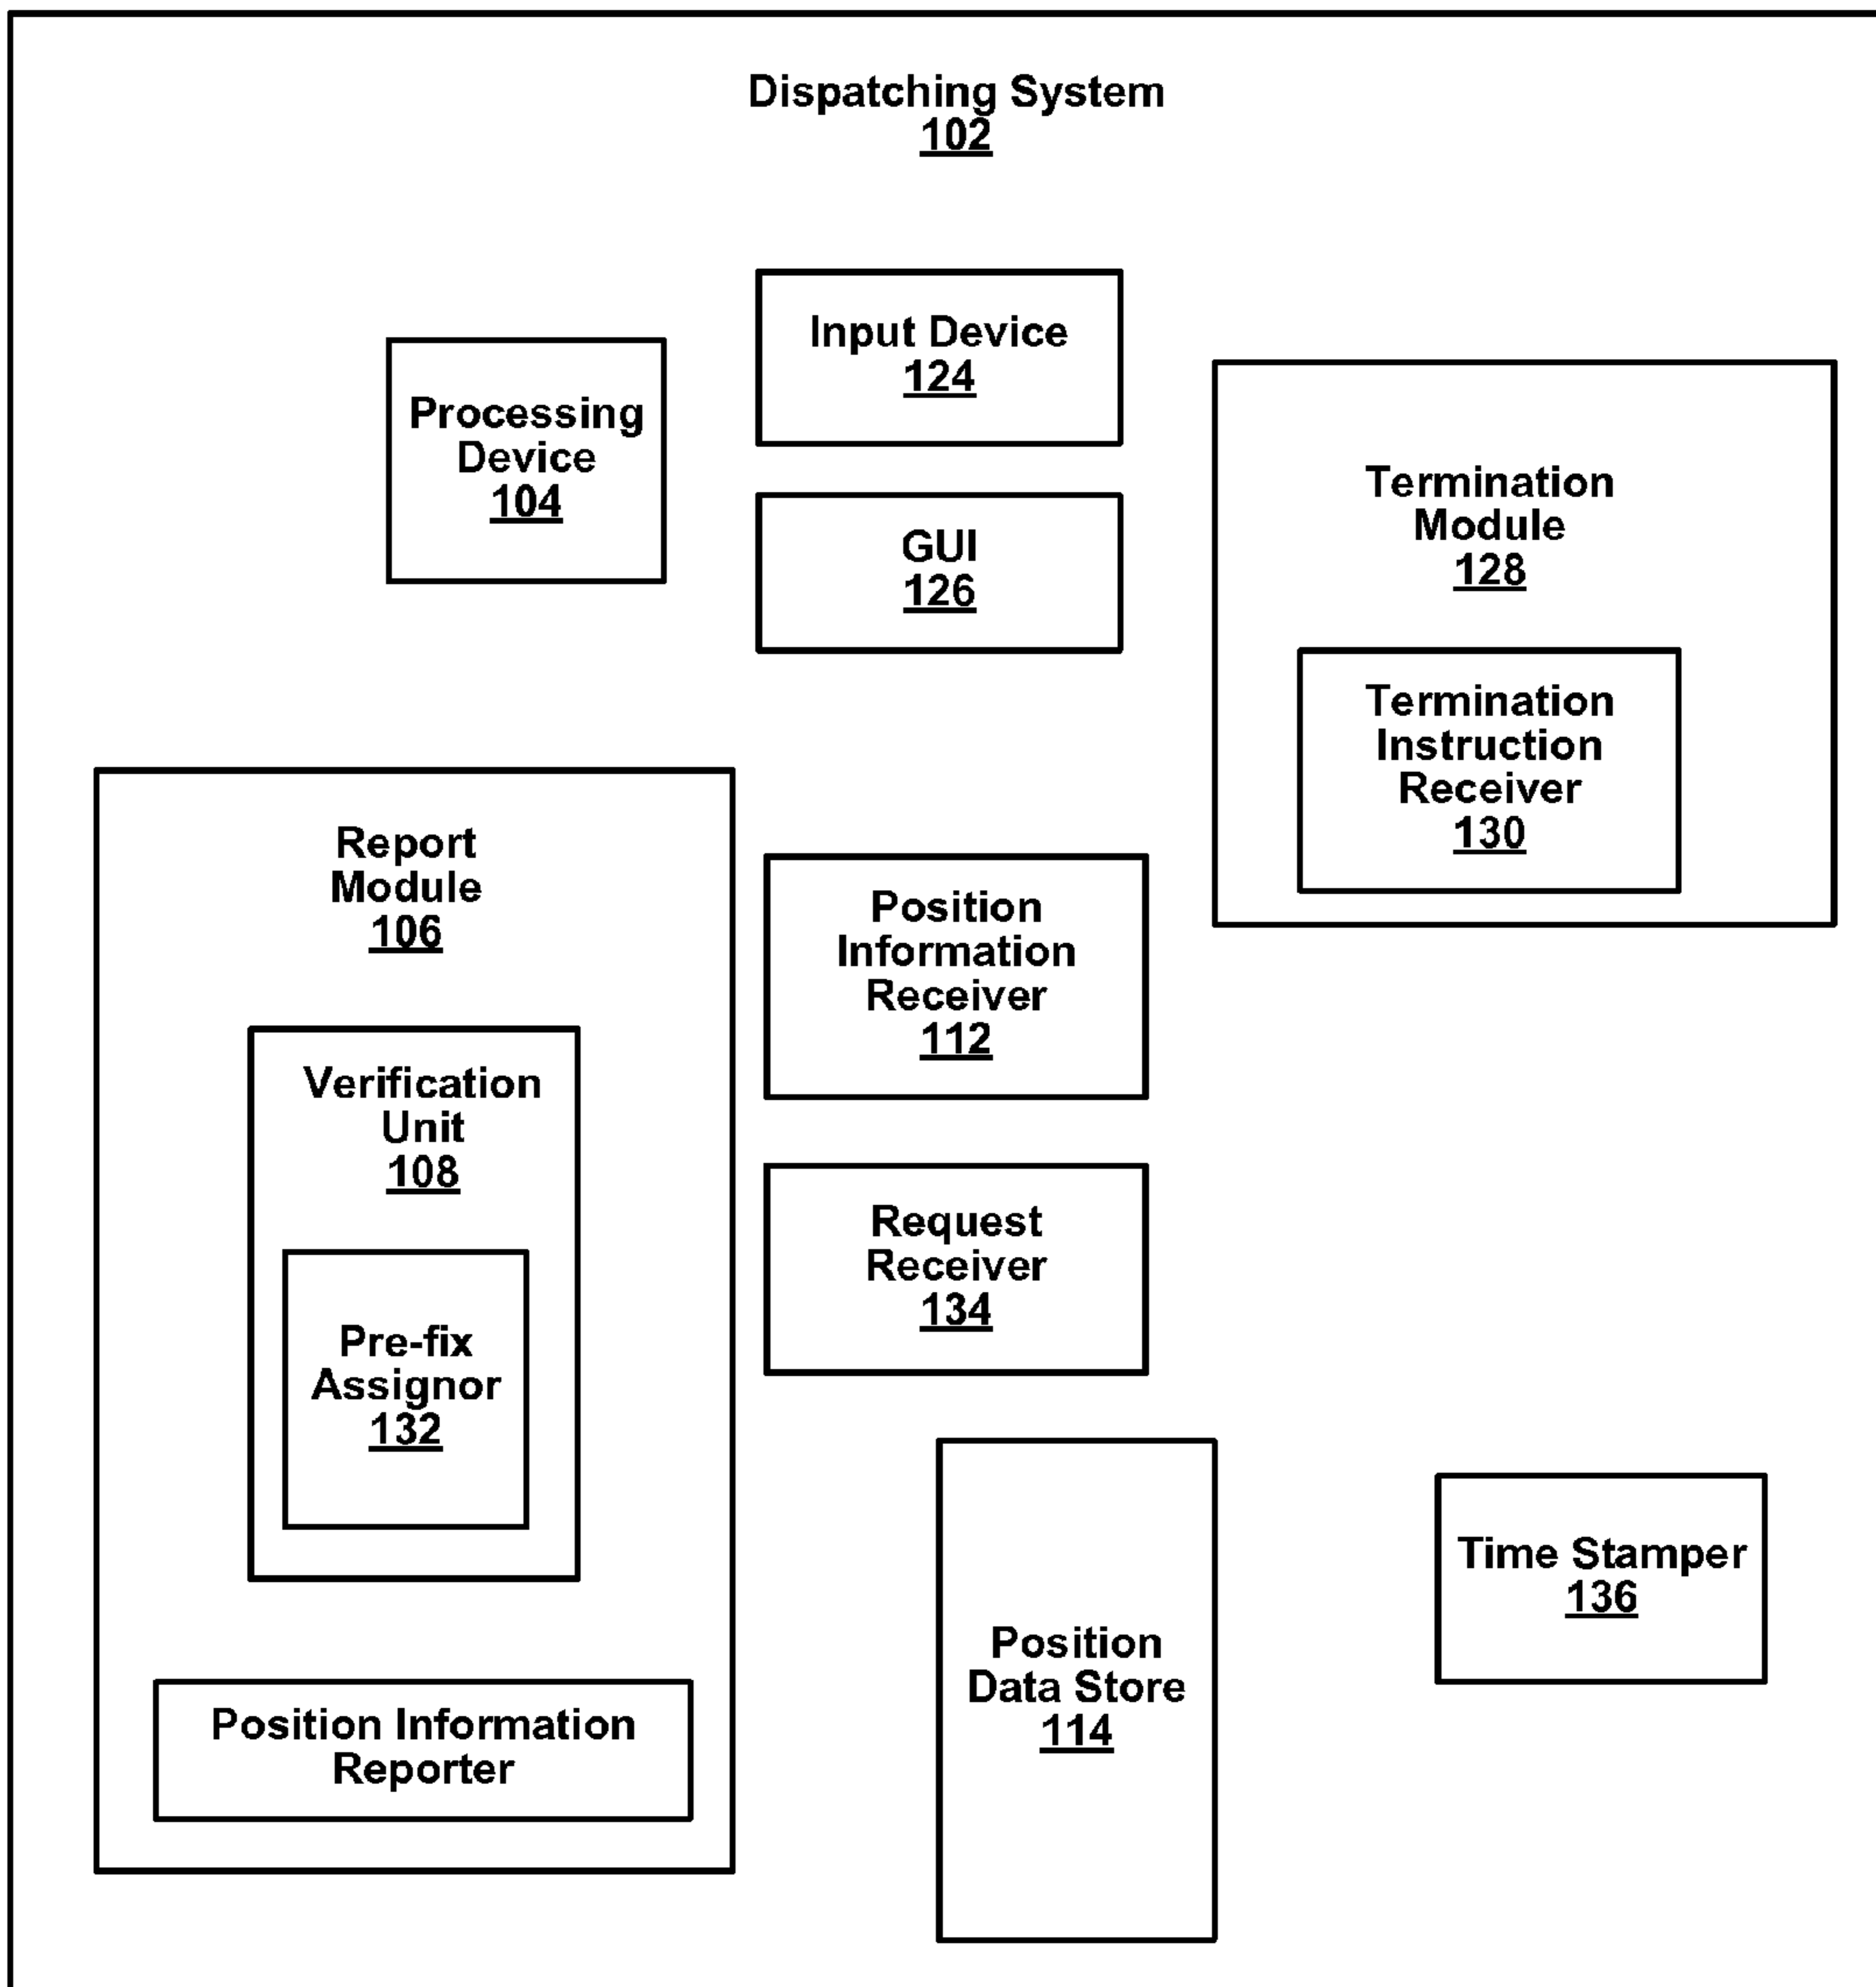 Dispatching System
102
Input Device
124
Processing
Device
104
GUI
126
Termination
Module
128
Termination
Instruction
Receiver
130
Report
Module
106
Position
Information
Receiver
112
Verification
Unit
108
Request
Receiver
134
Pre-fix
Assignor
132
Time Stamper
136
Position
Data Store
114
Position Information
Reporter